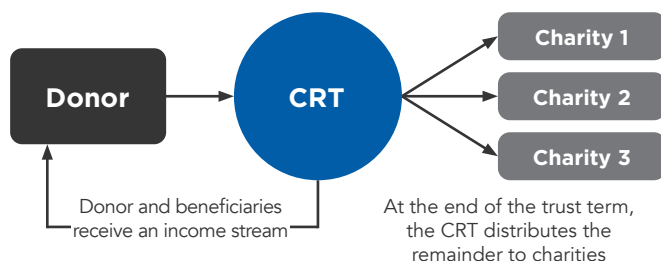 Donor
CRT
Charity 1
Charity 2
Charity 3
Donor and beneficiaries
receive an income stream
At the end of the trust term,
the CRT distributes the
remainder to charities